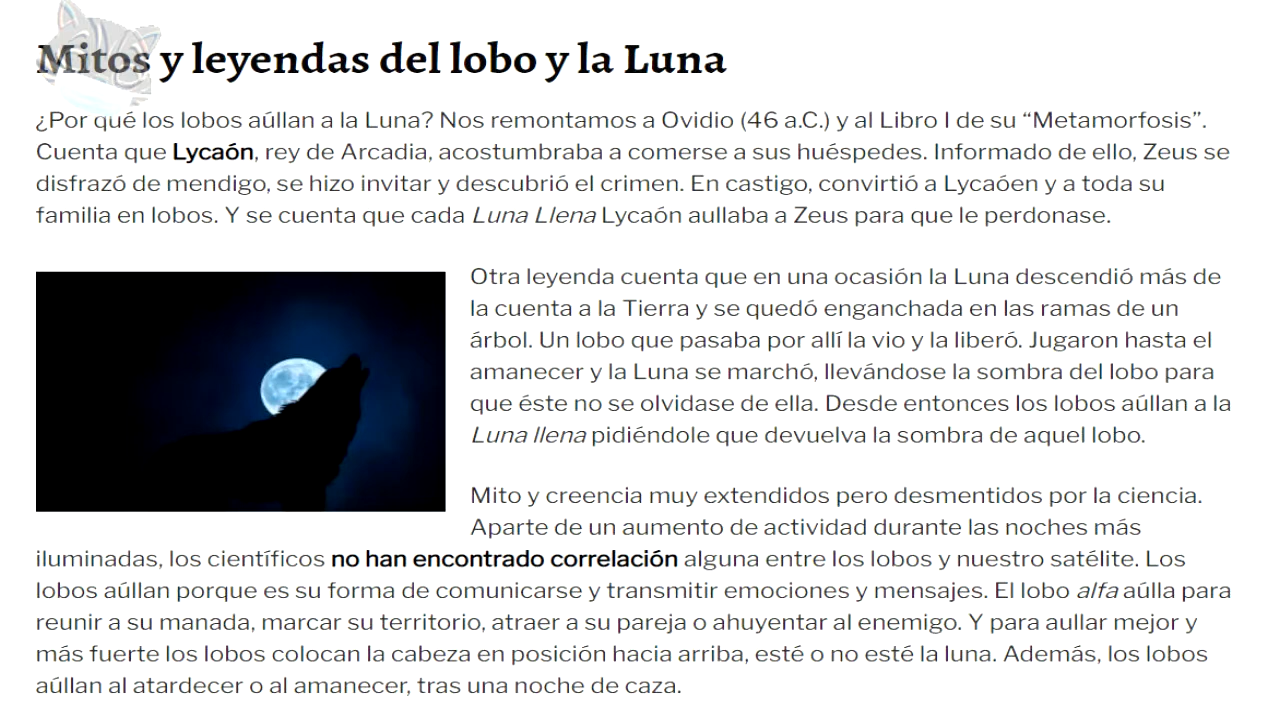 Mitos y leyendas del lobo y la Luna
¿Por qué los lobos aúllan a la Luna? Nos remontamos a Ovidio (46 a.C.) y al Libro I de su “Metamorfosis”.
Cuenta que Lycaón, rey de Arcadia, acostumbraba a comerse a sus huéspedes. Informado de ello, Zeus se
disfrazó de mendigo, se hizo invitar y descubrió el crimen. En castigo, convirtió a Lycaóen y a toda su
familia en lobos. Y se cuenta que cada Luna Llena Lycaón aullaba a Zeus para que le perdonase.
Otra leyenda cuenta que en una ocasión la Luna descendió más de
la cuenta a la Tierra y se quedó enganchada en las ramas de un
árbol. Un lobo que pasaba por allí la vio y la liberó. Jugaron hasta el
amanecer y la Luna se marchó, llevándose la sombra del lobo para
que éste no se olvidase de ella. Desde entonces los lobos aúllan a la
Luna llena pidiéndole que devuelva la sombra de aquel lobo.
Mito y creencia muy extendidos pero desmentidos por la ciencia.
Aparte de un aumento de actividad durante las noches más
iluminadas, los científicos no han encontrado correlación alguna entre los lobos y nuestro satélite. Los
lobos aúllan porque es su forma de comunicarse y transmitir emociones y mensajes. El lobo alfa aúlla para
reunir a su manada, marcar su territorio, atraer a su pareja o ahuyentar al enemigo. Y para aullar mejor y
más fuerte los lobos colocan la cabeza en posición hacia arriba, esté o no esté la luna. Además, los lobos
aúllan al atardecer o al amanecer, tras una noche de caza.